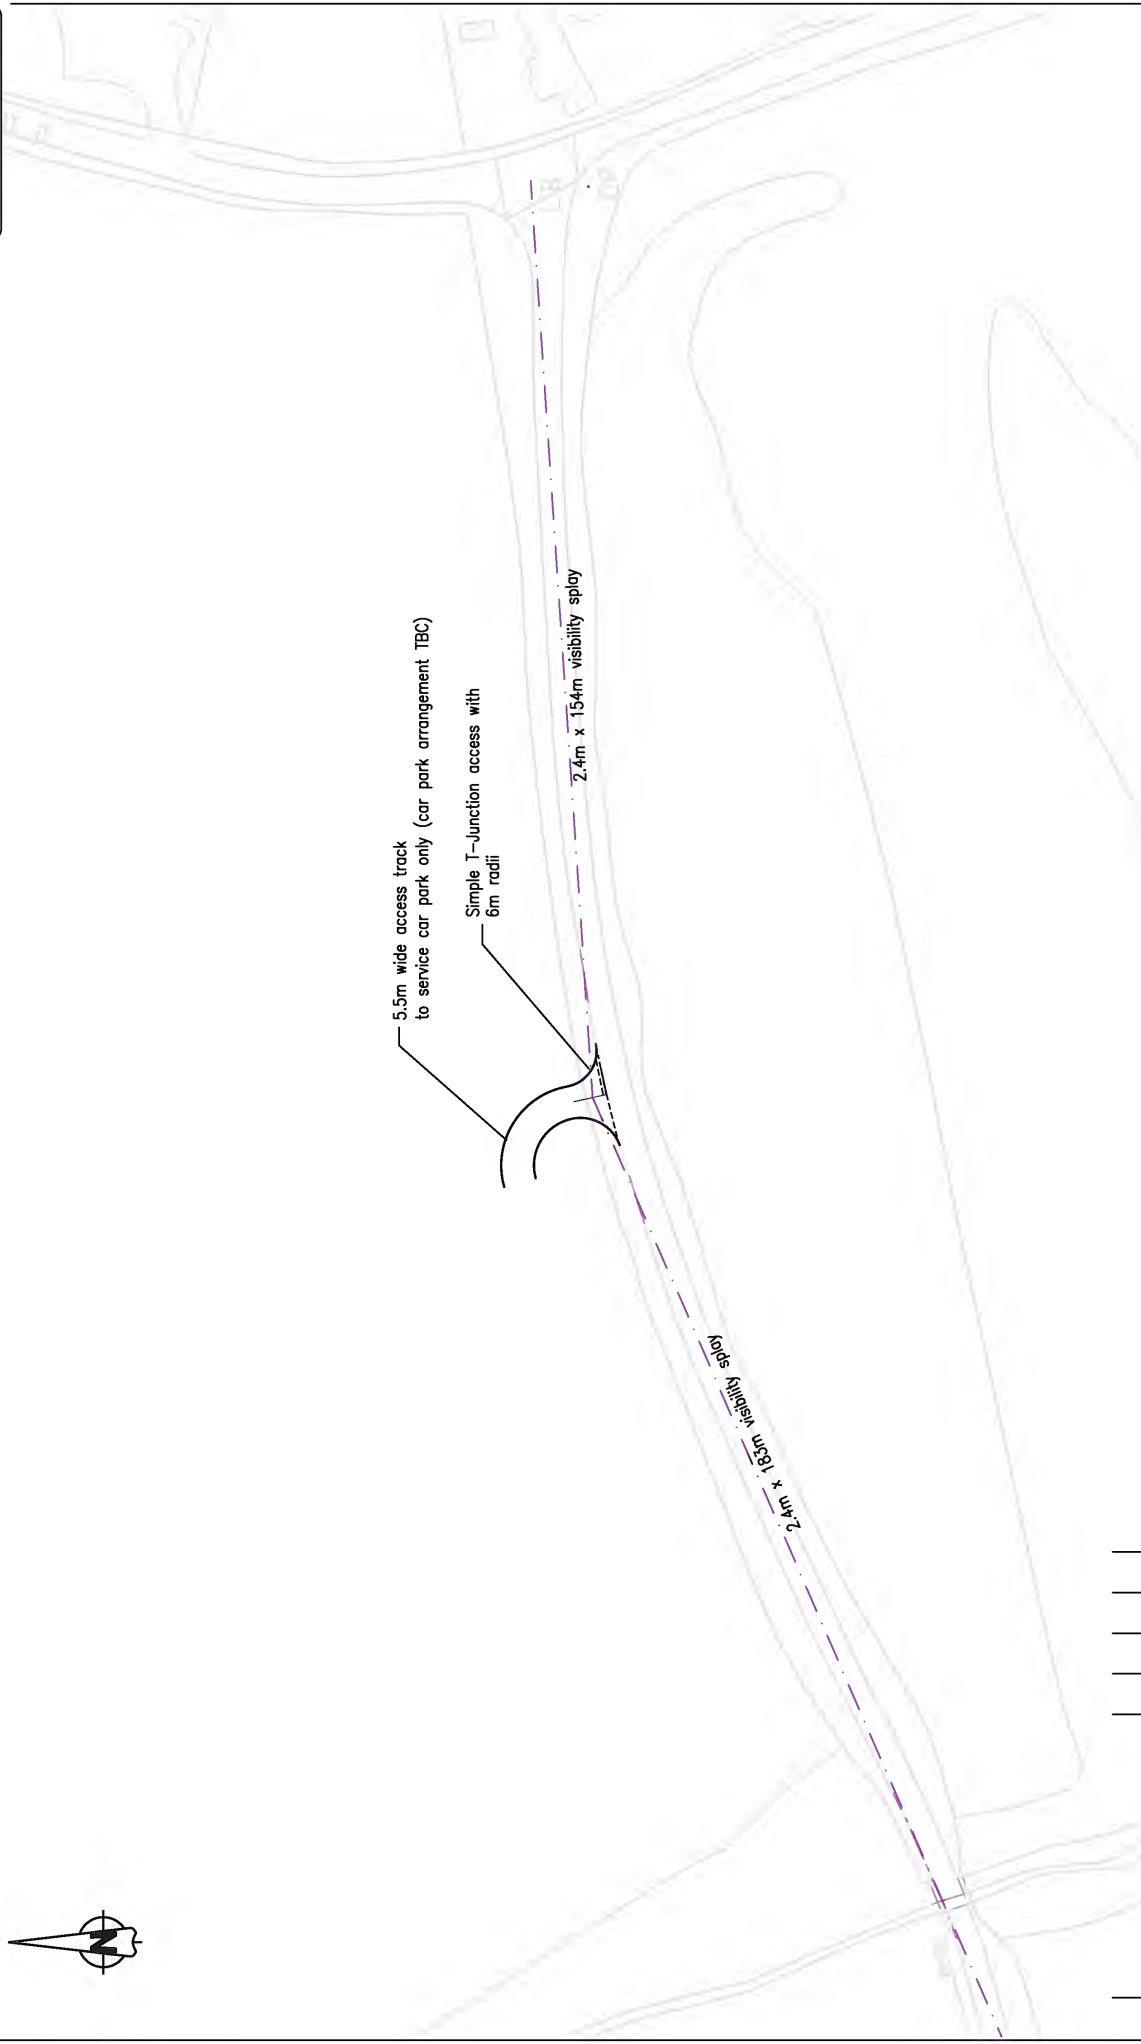 5.5m wide access track
to service car park only (car park arrangement TBC)
Simple T-Junction access with
6m radii
2.4m x 154m visibility splay
2.4m x 183m visibility splay
N